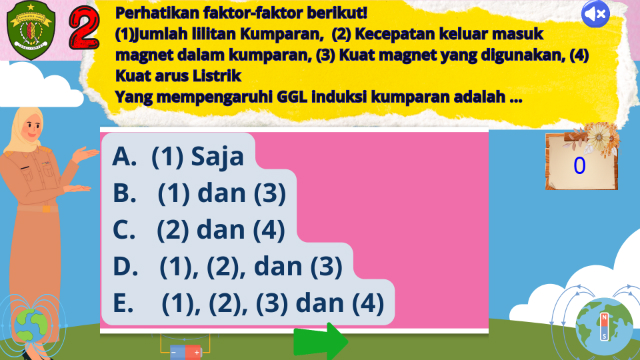 2
Perhatikan faktor-faktor berikut!
(1)Jumlah lilitan Kumparan, (2) Kecepatan keluar masuk
magnet dalam kumparan, (3) Kuat magnet yang digunakan, (4)
Kuat arus Listrik
Yang mempengaruhi GGL induksi kumparan adalah ...
A. (1) Saja
B. (1) dan (3)
C. (2) dan (4)
D. (1), (2), dan (3)
E. (1), (2), (3) dan (4)
0
N
S